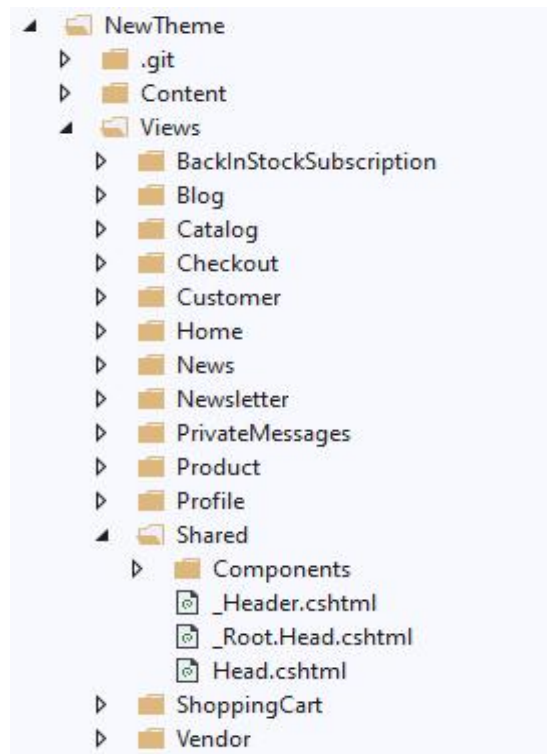 NewTheme
.git
Content
Views
BackInStockSubscription
Blog
Catalog
Checkout
Customer
Home
News
Newsletter
PrivateMessages
Product
Profile
Shared
Components
_Header.cshtml
_Root.Head.cshtml
Head.cshtml
ShoppingCart
Vendor